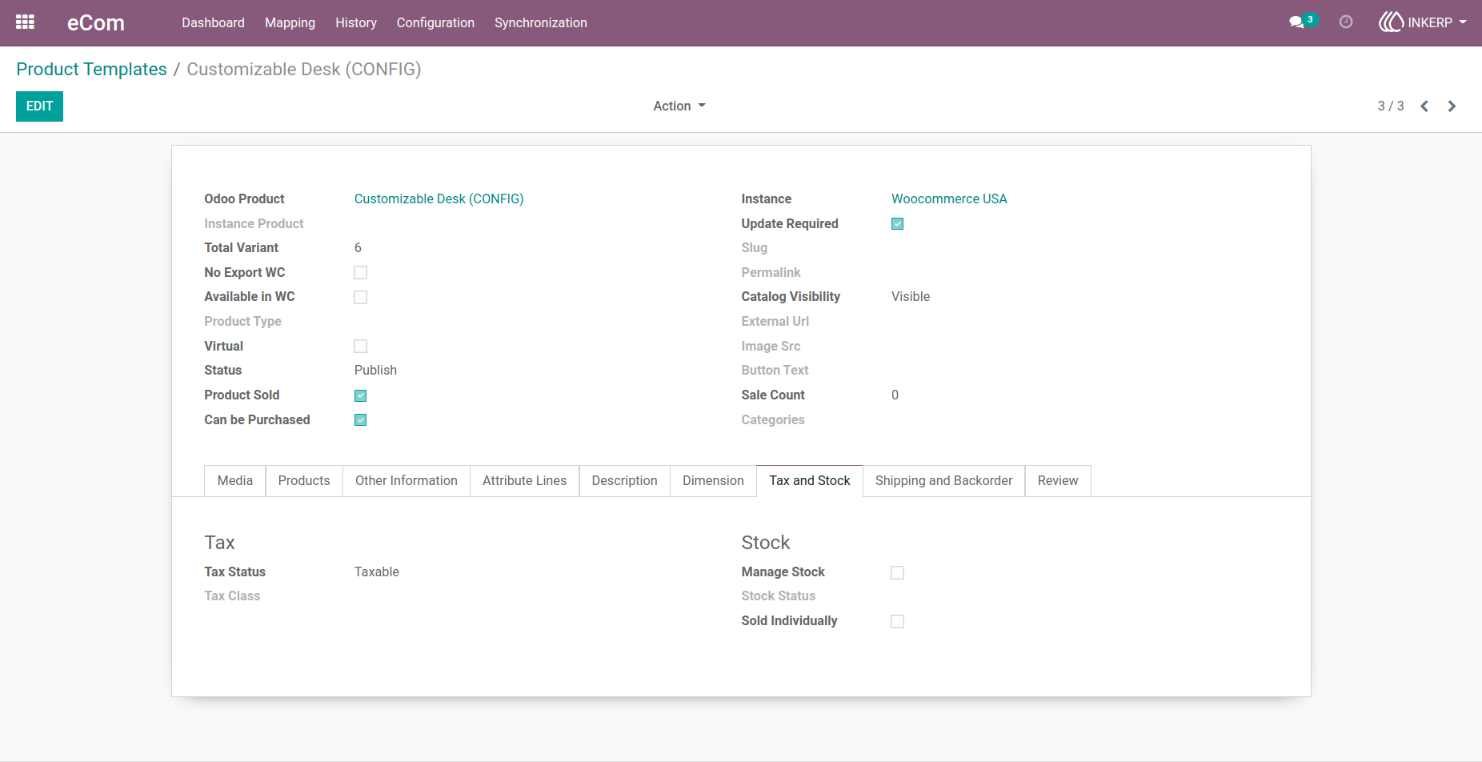 eCom Dashboard Mapping History Configuration Synchronization 3 INKERP
Product Templates / Customizable Desk (CONFIG)
EDIT Action 3 / 3
Odoo Product Customizable Desk (CONFIG) Instance Woocommerce USA
Instance Product Update Required
Total Variant 6 Slug
No Export WC Permalink
Available in WC Catalog Visibility Visible
Product Type External Url
Virtual Image Src
Status Publish Button Text
Product Sold Sale Count 0
Can be Purchased Categories
Media Products Other Information Attribute Lines Description Dimension Tax and Stock Shipping and Backorder Review
Tax Stock
Tax Status Taxable Manage Stock
Tax Class Stock Status
Sold Individually